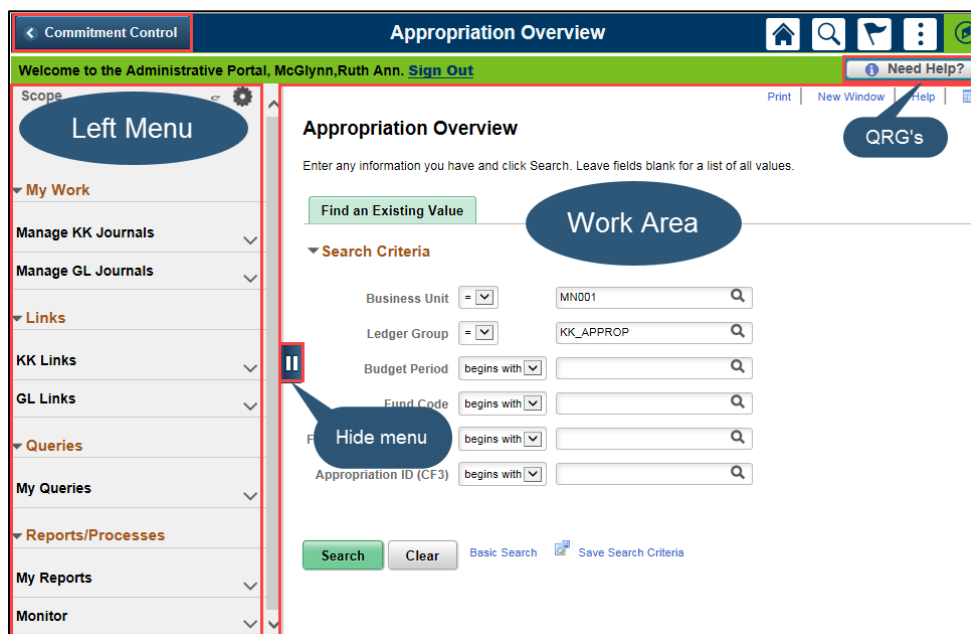 Commitment Control
Appropriation Overview
Welcome to the Administrative Portal, McGlynn,Ruth Ann. Sign Out
Need Help?
Scope
Left Menu
My Work
Manage KK Journals
Manage GL Journals
Links
KK Links
GL Links
Queries
My Queries
Reports/Processes
My Reports
Monitor
Print | New Window | Help |
QRG's
Appropriation Overview
Enter any information you have and click Search. Leave fields blank for a list of all values.
Find an Existing Value
Work Area
Search Criteria
Business Unit = MN001
Ledger Group = KK_APPROP
Budget Period begins with
Fund Code begins with
Hide menu
F begins with
Appropriation ID (CF3) begins with
Search Clear Basic Search Save Search Criteria